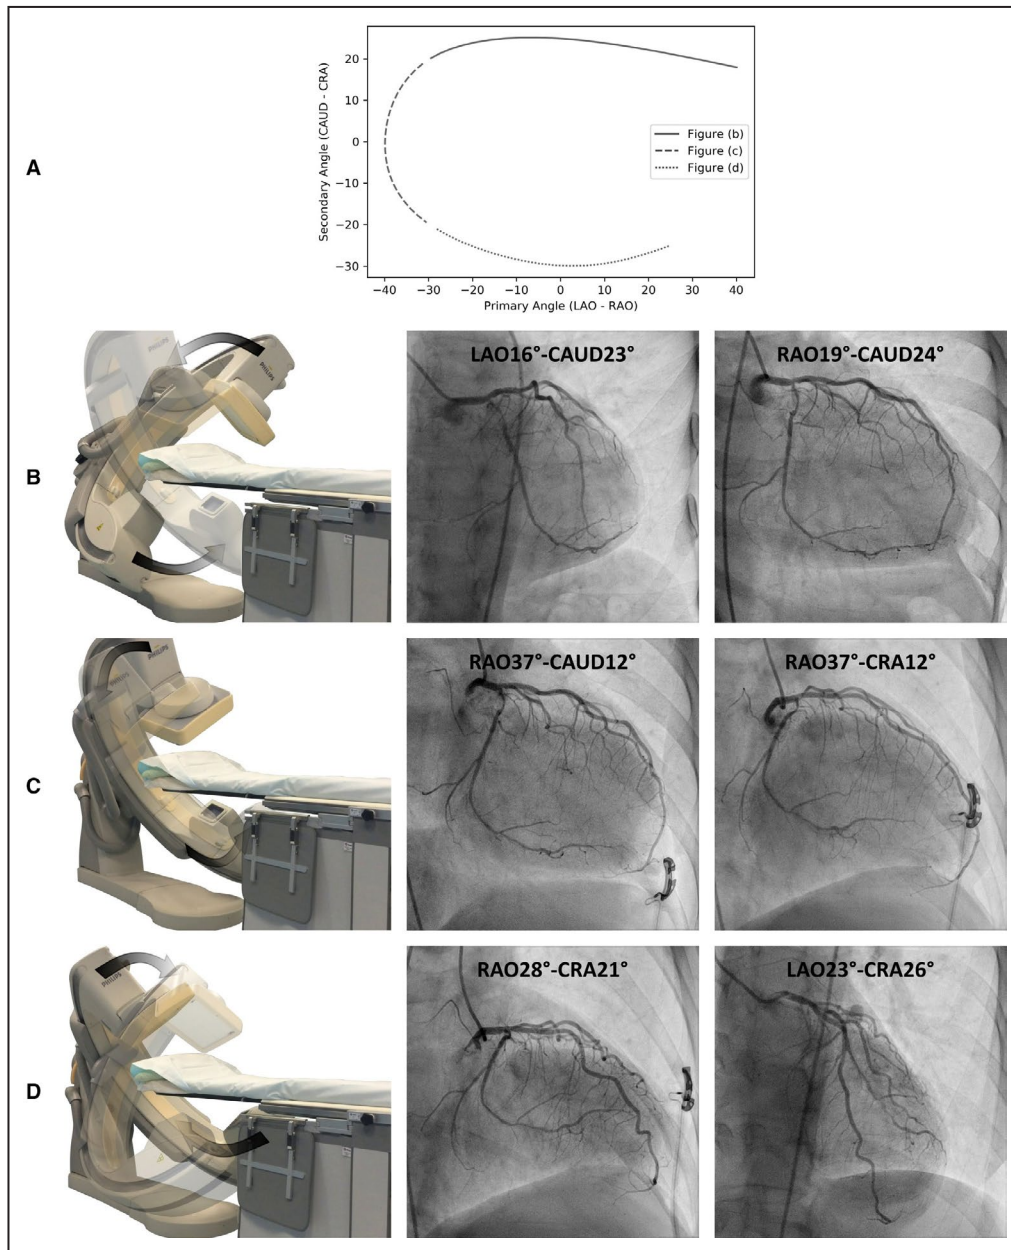 A
Secondary Angle (CAUD - CRA)
20
10
0
−10
−20
−30
−40
−30
−20
−10
0
10
20
30
40
Primary Angle (LAO - RAO)
Figure (b)
Figure (c)
Figure (d)
B
PHILIPS
PHILIPS
LAO16°-CAUD23°
RAO19°-CAUD24°
C
PHILIPS
RAO37°-CAUD12°
RAO37°-CRA12°
D
PHILIPS
RAO28°-CRA21°
LAO23°-CRA26°